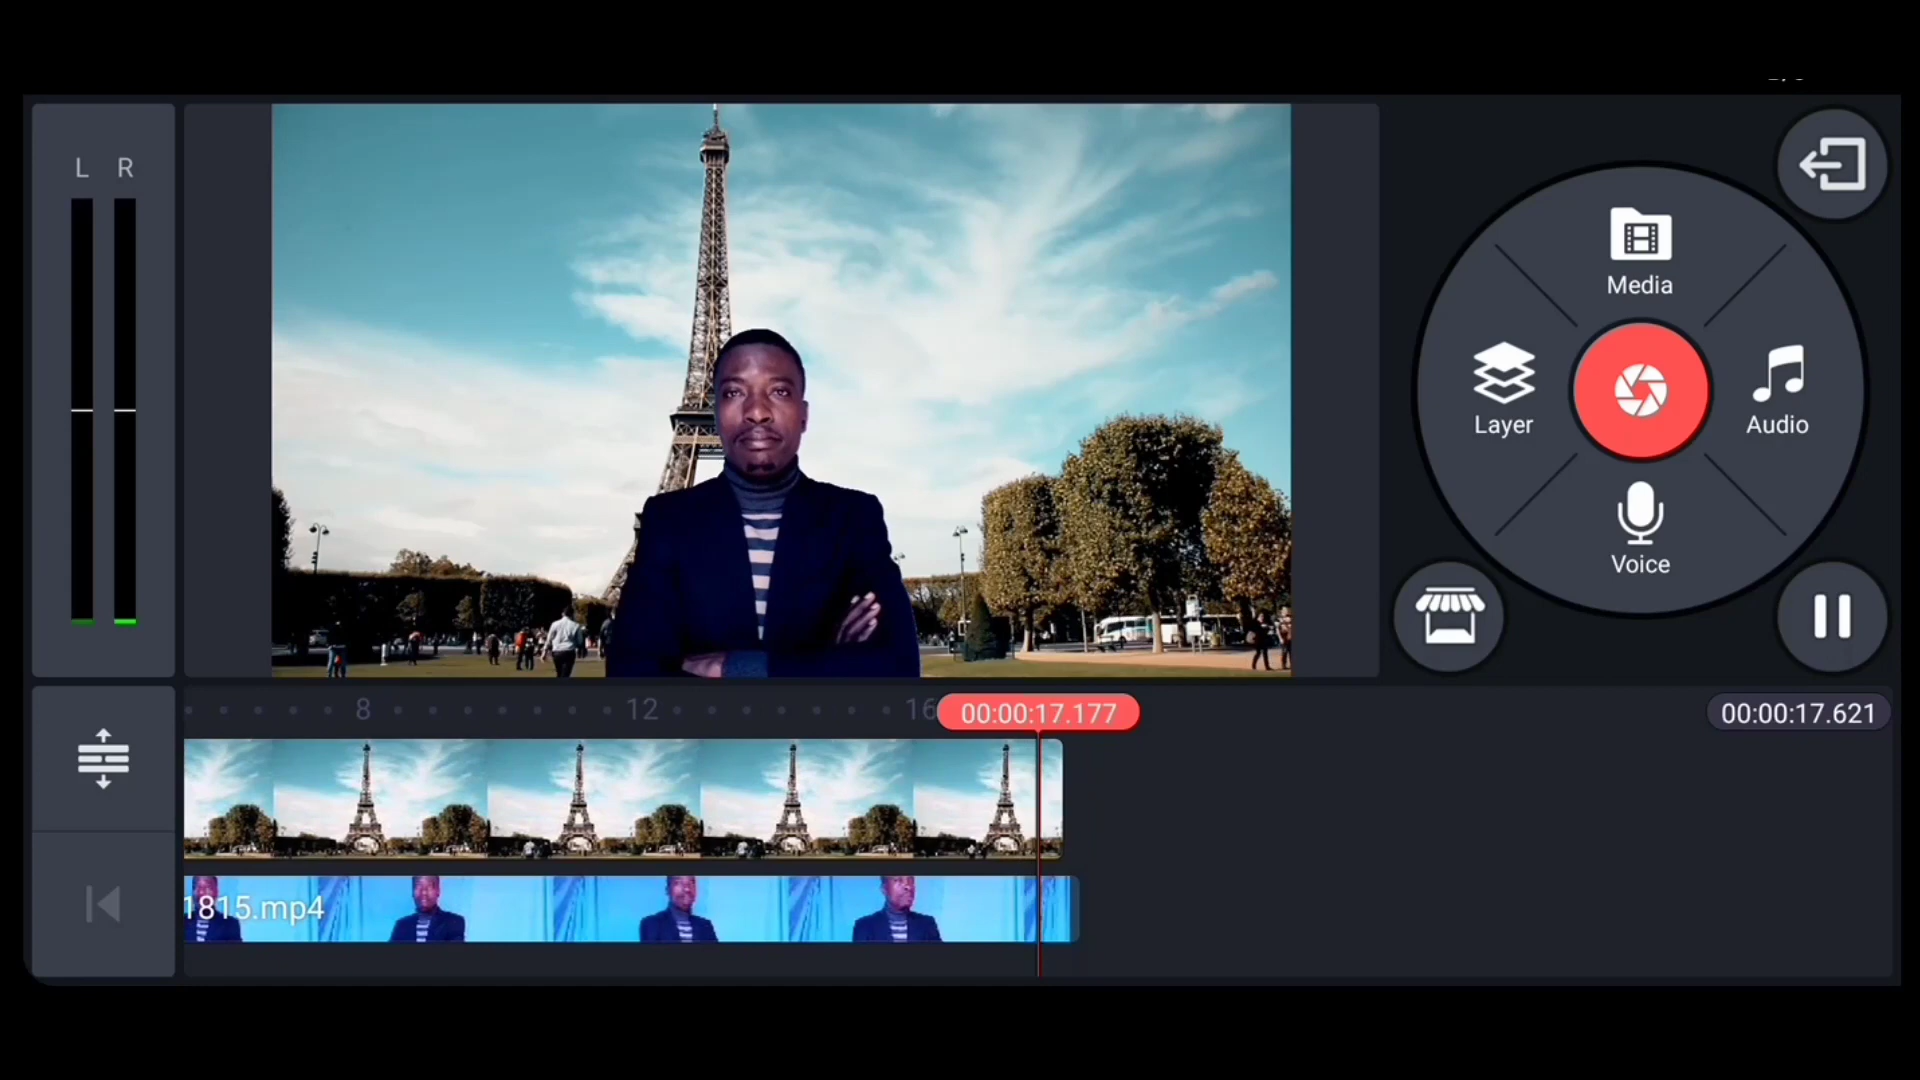 L R
Media
Layer
Audio
Voice
8 12 16
00:00:17.177
00:00:17.621
1815.mp4